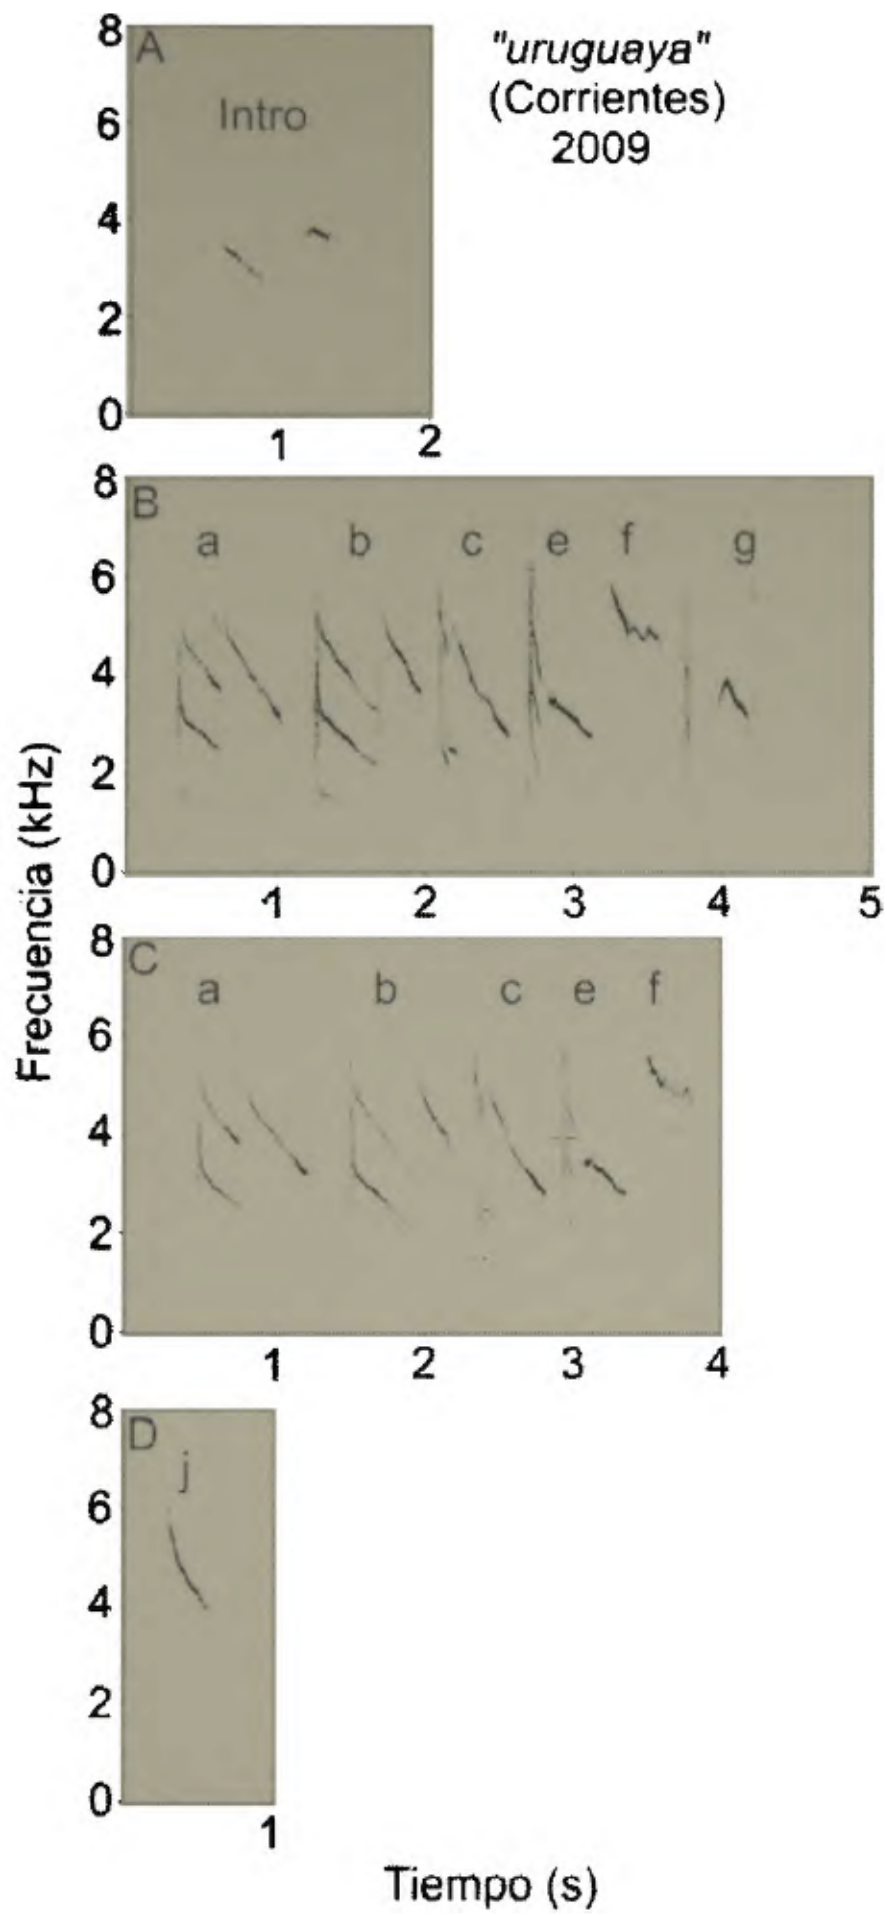 "uruguaya"
(Corrientes)
2009
A
Intro
8
6
4
2
0
1 2
B
a b c e f g
8
6
4
2
0
1 2 3 4 5
C
a b c e f
8
6
4
2
0
1 2 3 4
D
j
8
6
4
2
0
1
Frecuencia (kHz)
Tiempo (s)